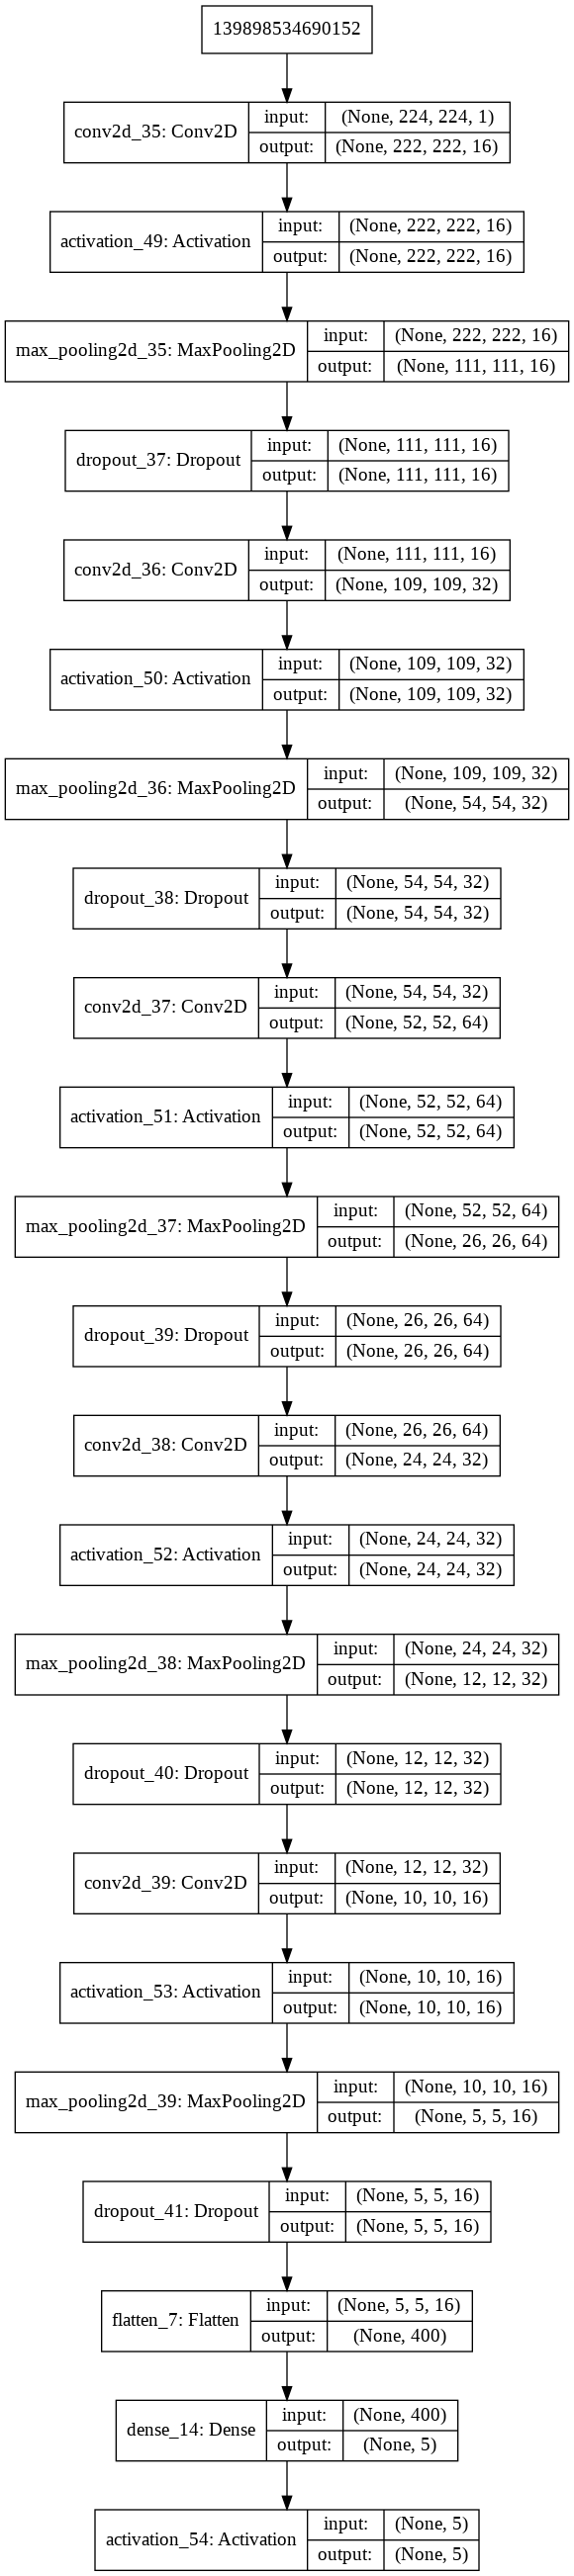 139898534690152
conv2d_35: Conv2D
input:
(None, 224, 224, 1)
output:
(None, 222, 222, 16)
activation_49: Activation
input:
(None, 222, 222, 16)
output:
(None, 222, 222, 16)
max_pooling2d_35: MaxPooling2D
input:
(None, 222, 222, 16)
output:
(None, 111, 111, 16)
dropout_37: Dropout
input:
(None, 111, 111, 16)
output:
(None, 111, 111, 16)
conv2d_36: Conv2D
input:
(None, 111, 111, 16)
output:
(None, 109, 109, 32)
activation_50: Activation
input:
(None, 109, 109, 32)
output:
(None, 109, 109, 32)
max_pooling2d_36: MaxPooling2D
input:
(None, 109, 109, 32)
output:
(None, 54, 54, 32)
dropout_38: Dropout
input:
(None, 54, 54, 32)
output:
(None, 54, 54, 32)
conv2d_37: Conv2D
input:
(None, 54, 54, 32)
output:
(None, 52, 52, 64)
activation_51: Activation
input:
(None, 52, 52, 64)
output:
(None, 52, 52, 64)
max_pooling2d_37: MaxPooling2D
input:
(None, 52, 52, 64)
output:
(None, 26, 26, 64)
dropout_39: Dropout
input:
(None, 26, 26, 64)
output:
(None, 26, 26, 64)
conv2d_38: Conv2D
input:
(None, 26, 26, 64)
output:
(None, 24, 24, 32)
activation_52: Activation
input:
(None, 24, 24, 32)
output:
(None, 24, 24, 32)
max_pooling2d_38: MaxPooling2D
input:
(None, 24, 24, 32)
output:
(None, 12, 12, 32)
dropout_40: Dropout
input:
(None, 12, 12, 32)
output:
(None, 12, 12, 32)
conv2d_39: Conv2D
input:
(None, 12, 12, 32)
output:
(None, 10, 10, 16)
activation_53: Activation
input:
(None, 10, 10, 16)
output:
(None, 10, 10, 16)
max_pooling2d_39: MaxPooling2D
input:
(None, 10, 10, 16)
output:
(None, 5, 5, 16)
dropout_41: Dropout
input:
(None, 5, 5, 16)
output:
(None, 5, 5, 16)
flatten_7: Flatten
input:
(None, 5, 5, 16)
output:
(None, 400)
dense_14: Dense
input:
(None, 400)
output:
(None, 5)
activation_54: Activation
input:
(None, 5)
output:
(None, 5)